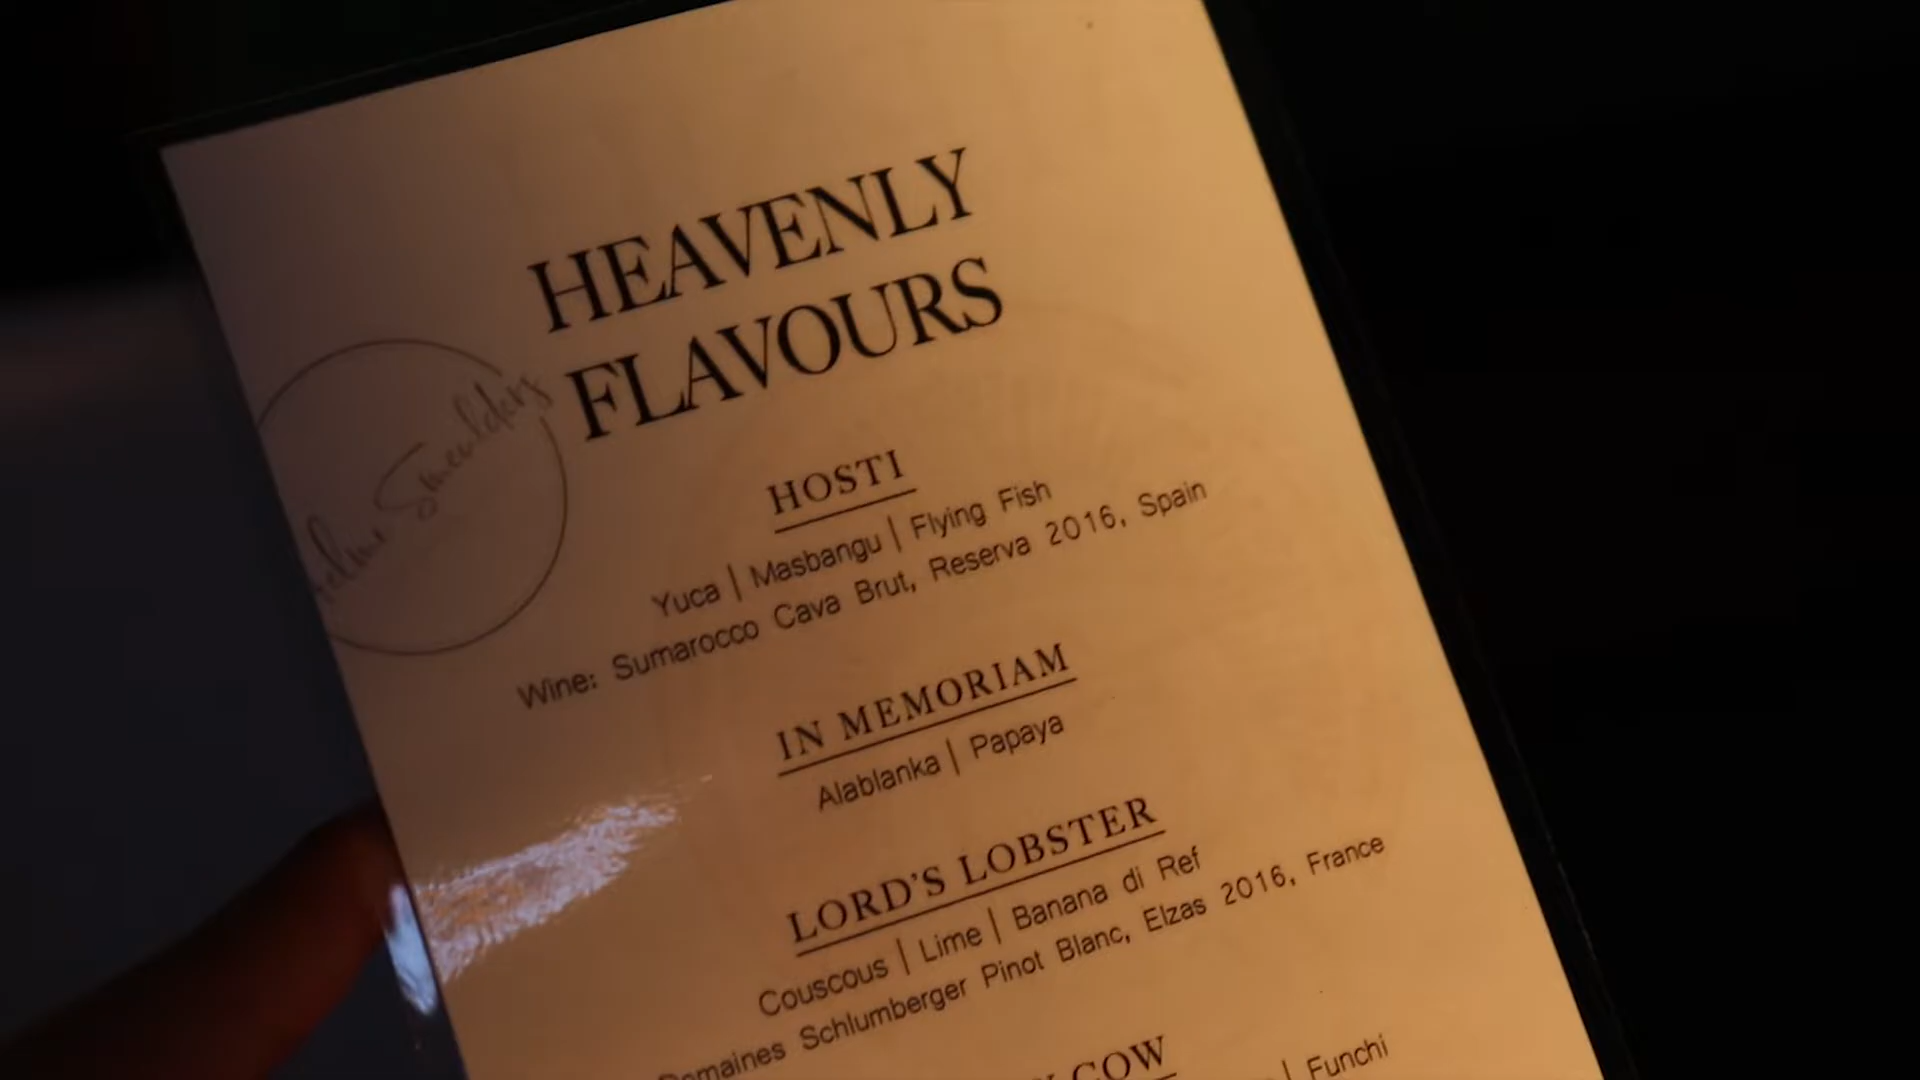 HEAVENLY
FLAVOURS
Smeulders
HOSTI
Yuca | Masbangu | Flying Fish
Wine: Sumarocco Cava Brut, Reserva 2016, Spain
IN MEMORIAM
Alablanka | Papaya
LORD'S LOBSTER
Couscous | Lime | Banana di Ref
Domaines Schlumberger Pinot Blanc, Elzas 2016, France
COW
| Funchi